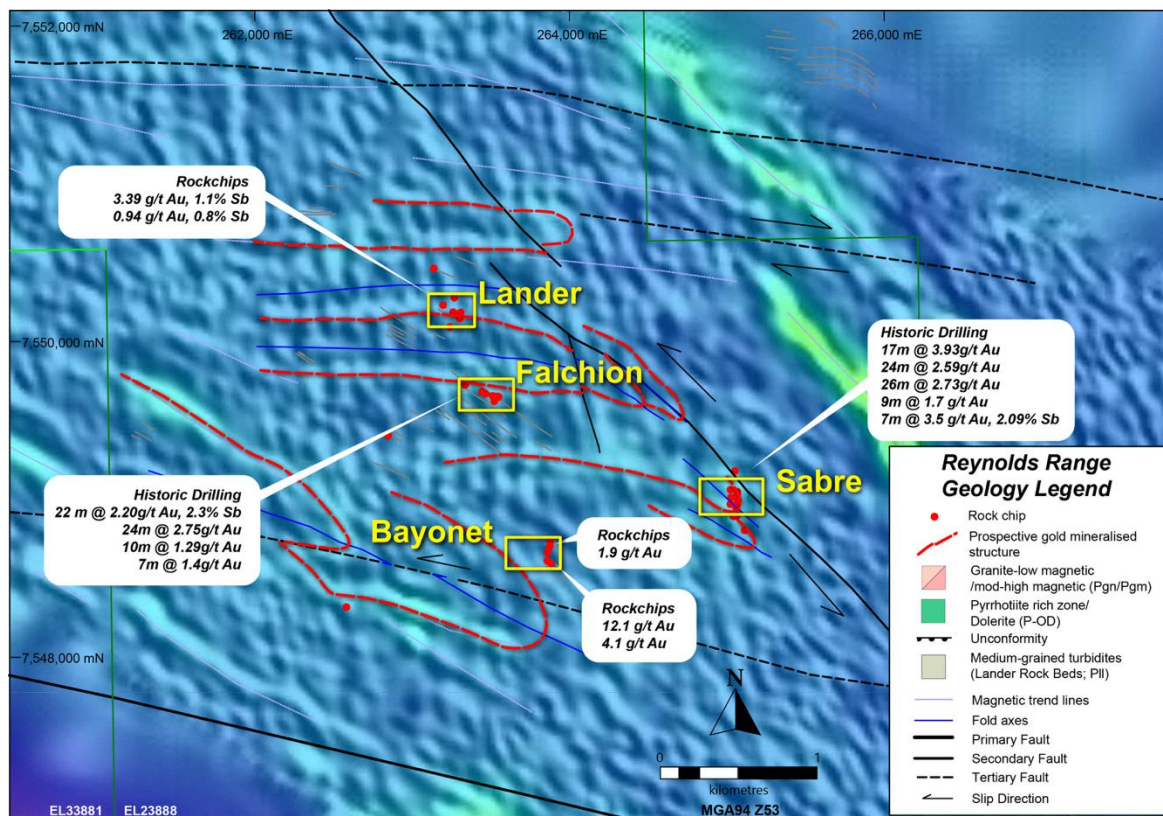 7,552,000 mN
262,000 mE
264,000 mE
266,000 mE
Rockchips
3.39 g/t Au, 1.1% Sb
0.94 g/t Au, 0.8% Sb
Lander
7,550,000 mN
Historic Drilling
17m @ 3.93g/t Au
24m @ 2.59g/t Au
26m @ 2.73g/t Au
9m @ 1.7 g/t Au
7m @ 3.5 g/t Au, 2.09% Sb
Falchion
Sabre
Historic Drilling
22 m @ 2.20g/t Au, 2.3% Sb
24m @ 2.75g/t Au
10m @ 1.29g/t Au
7m @ 1.4g/t Au
Bayonet
Rockchips
1.9 g/t Au
Rockchips
12.1 g/t Au
4.1 g/t Au
7,548,000 mN
N
0
1
kilometres
MGA94 Z53
EL33881
EL23888
Reynolds Range
Geology Legend
Rock chip
Prospective gold mineralised
structure
Granite-low magnetic
/mod-high magnetic (Pgn/Pgm)
Pyrrhotiite rich zone/
Dolerite (P-OD)
Unconformity
Medium-grained turbidites
(Lander Rock Beds; Pll)
Magnetic trend lines
Fold axes
Primary Fault
Secondary Fault
Tertiary Fault
Slip Direction